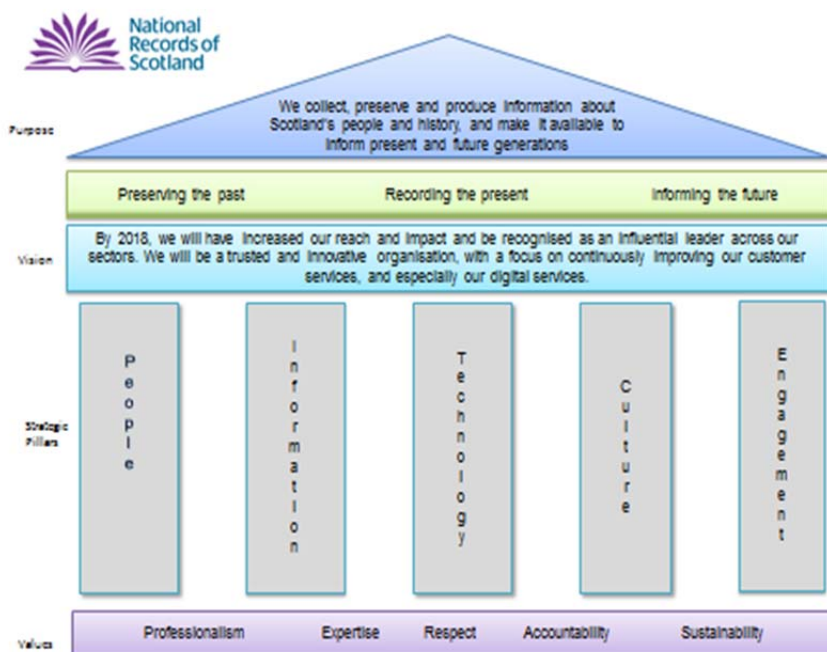 National
Records of
Scotland
Purpose
We collect, preserve and produce information about
Scotland's people and history, and make it available to
inform present and future generations
Preserving the past Recording the present Informing the future
Vision
By 2018, we will have increased our reach and impact and be recognised as an influential leader across our
sectors. We will be a trusted and innovative organisation, with a focus on continuously improving our customer
services, and especially our digital services.
Strategic
Pillars
People
Information
Technology
Culture
Engagement
Values
Professionalism Expertise Respect Accountability Sustainability